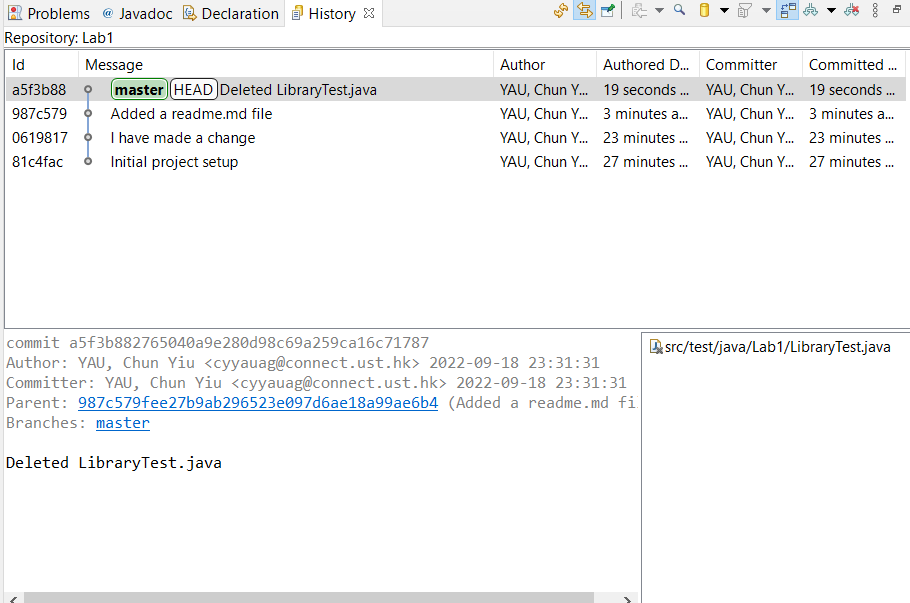 Problems @ Javadoc Declaration History
Repository: Lab1
Id Message Author Authored D... Committer Committed ...
a5f3b88 master HEAD Deleted LibraryTest.java YAU, Chun Y... 19 seconds ... YAU, Chun Y... 19 seconds ...
987c579 Added a readme.md file YAU, Chun Y... 3 minutes a... YAU, Chun Y... 3 minutes a...
0619817 I have made a change YAU, Chun Y... 23 minutes ... YAU, Chun Y... 23 minutes ...
81c4fac Initial project setup YAU, Chun Y... 27 minutes ... YAU, Chun Y... 27 minutes ...
commit a5f3b882765040a9e280d98c69a259ca16c71787
Author: YAU, Chun Yiu <cyyauag@connect.ust.hk> 2022-09-18 23:31:31
Committer: YAU, Chun Yiu <cyyauag@connect.ust.hk> 2022-09-18 23:31:31
Parent: 987c579fee27b9ab296523e097d6ae18a99ae6b4 (Added a readme.md fi
Branches: master
Deleted LibraryTest.java
src/test/java/Lab1/LibraryTest.java